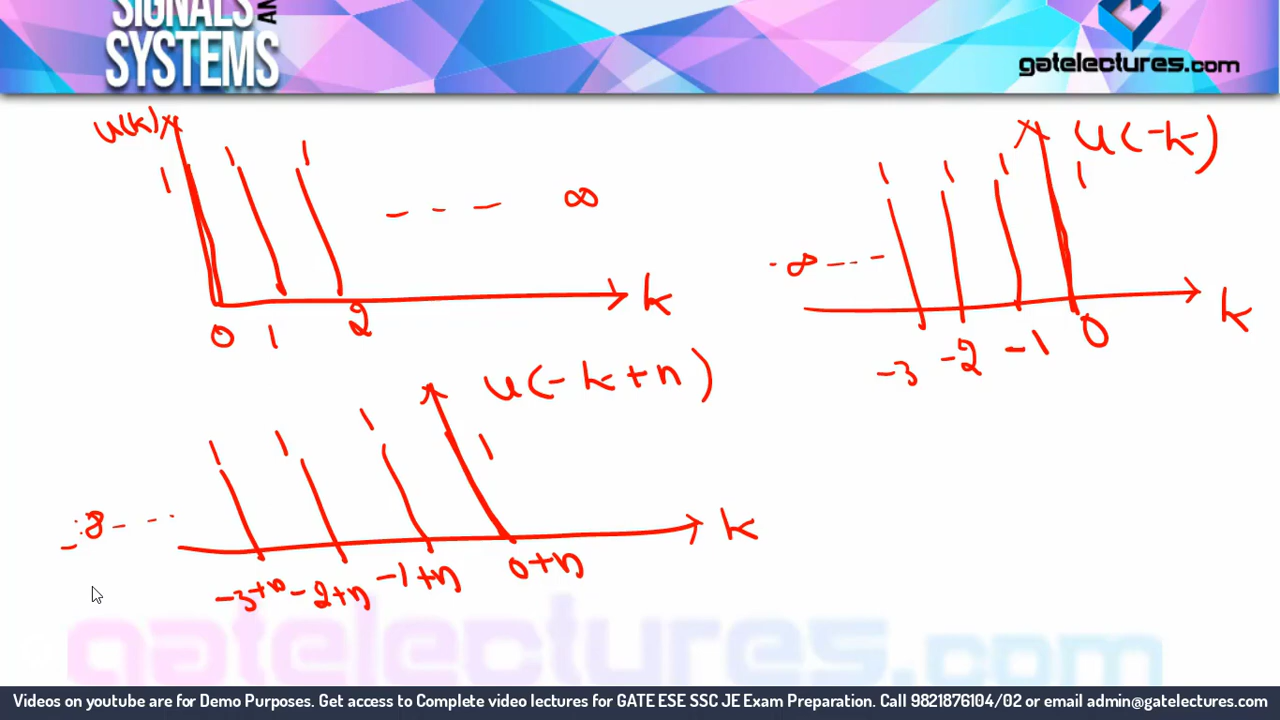 SIGNALS AND
SYSTEMS
gatelectures.com
u(k)
1 1 1
- - - ∞
0 1 2 k
u(-k)
1 1 1 1
-∞ - - -
-3 -2 -1 0 k
u(-k+n)
1 1 1 1
-∞ - - -
-3+n -2+n -1+n 0+n k
gatelectures.com
Videos on youtube are for Demo Purposes. Get access to Complete video lectures for GATE ESE SSC JE Exam Preparation. Call 9821876104/02 or email admin@gatelectures.com